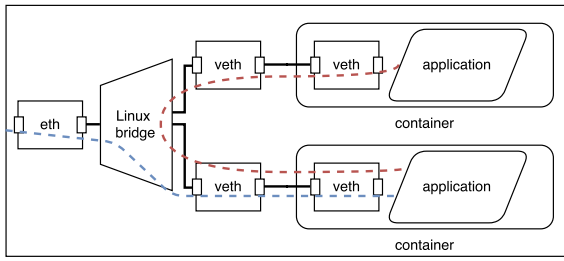 veth
veth
application
container
eth
Linux
bridge
veth
veth
application
container